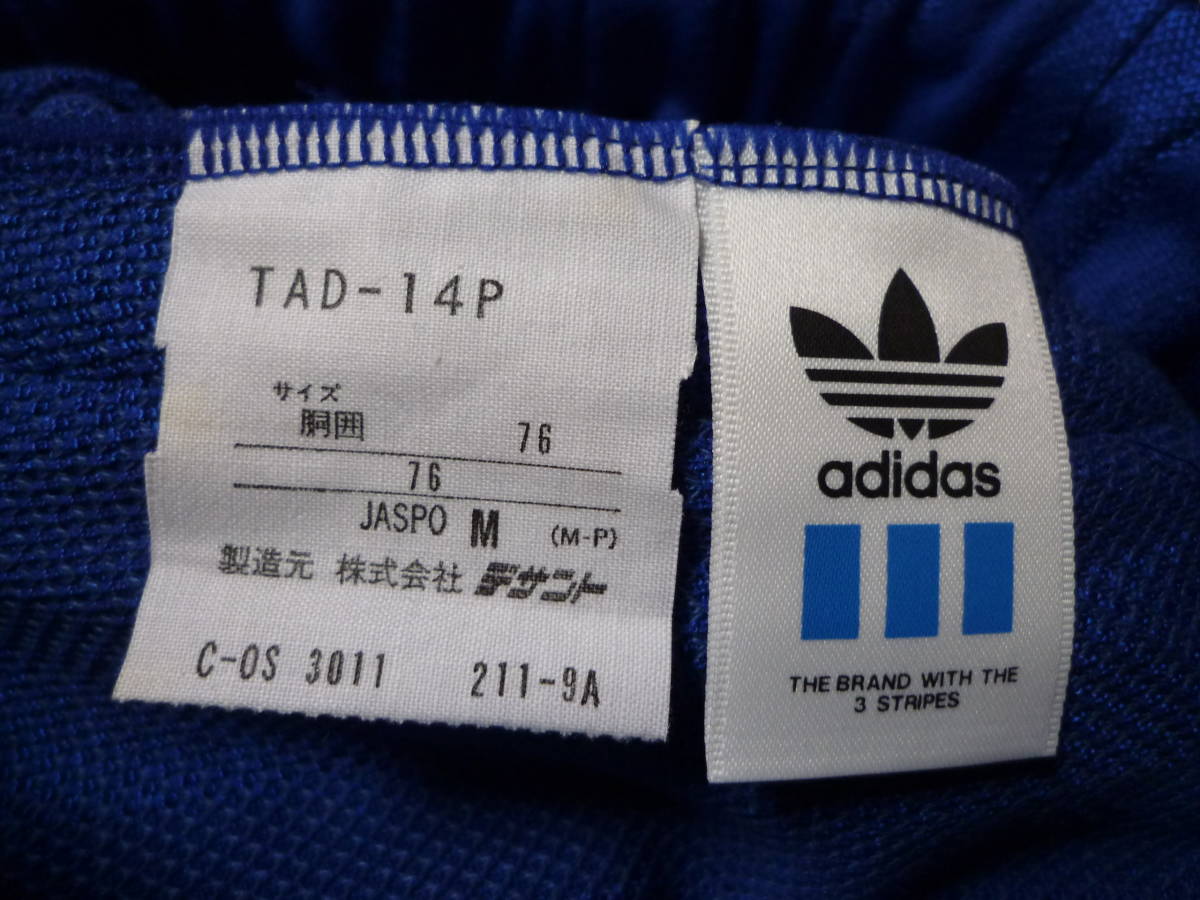 TAD-14P
サイズ
胴囲 76
76
JASPO M (M-P)
製造元 株式会社 デサント
C-OS 3011 211-9A
adidas
THE BRAND WITH THE
3 STRIPES